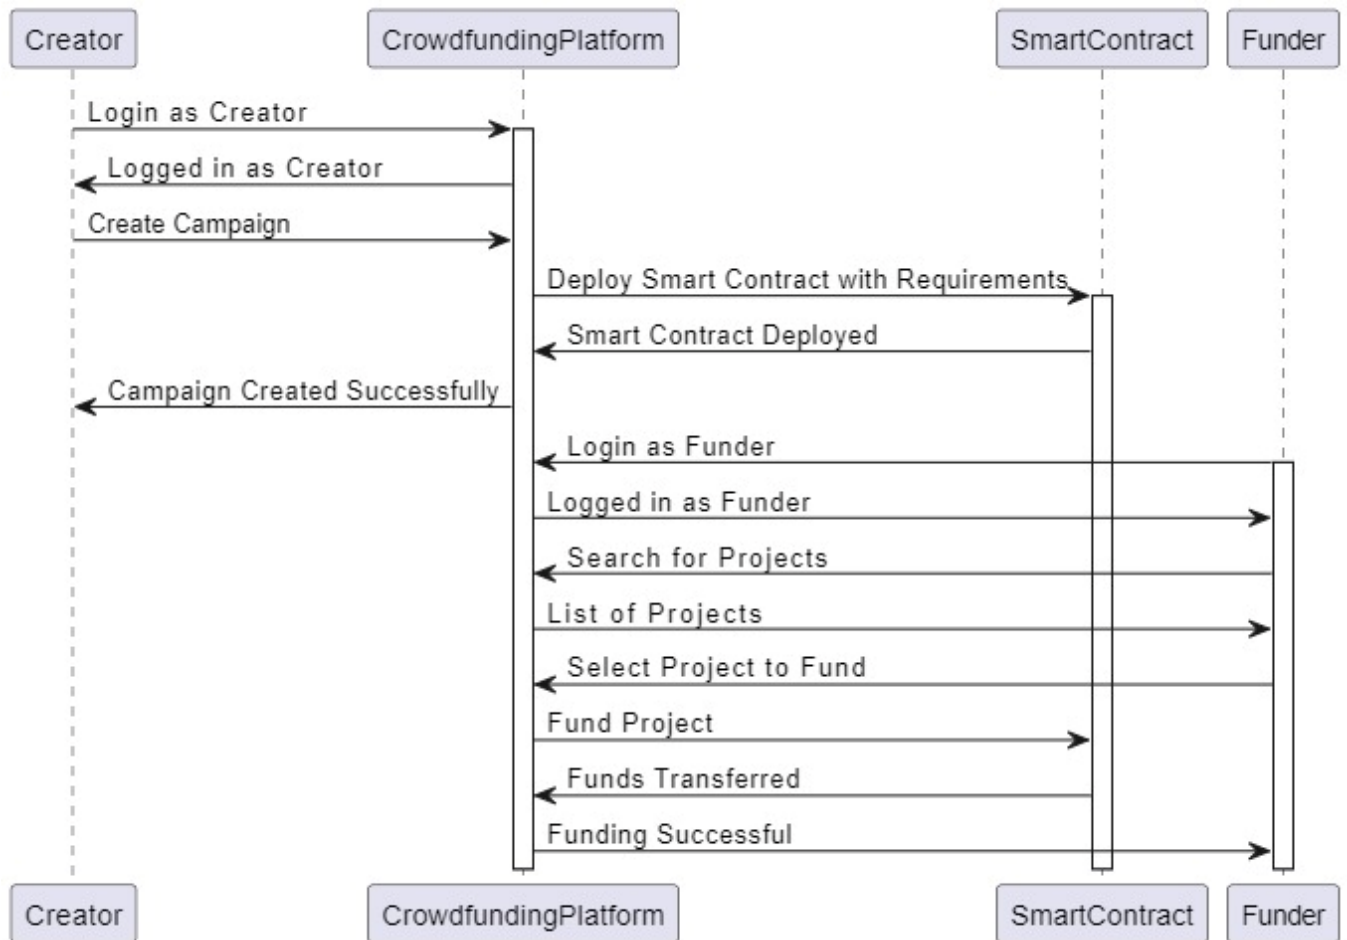 Creator
CrowdfundingPlatform
SmartContract
Funder
Login as Creator
Logged in as Creator
Create Campaign
Deploy Smart Contract with Requirements
Smart Contract Deployed
Campaign Created Successfully
Login as Funder
Logged in as Funder
Search for Projects
List of Projects
Select Project to Fund
Fund Project
Funds Transferred
Funding Successful
Creator
CrowdfundingPlatform
SmartContract
Funder